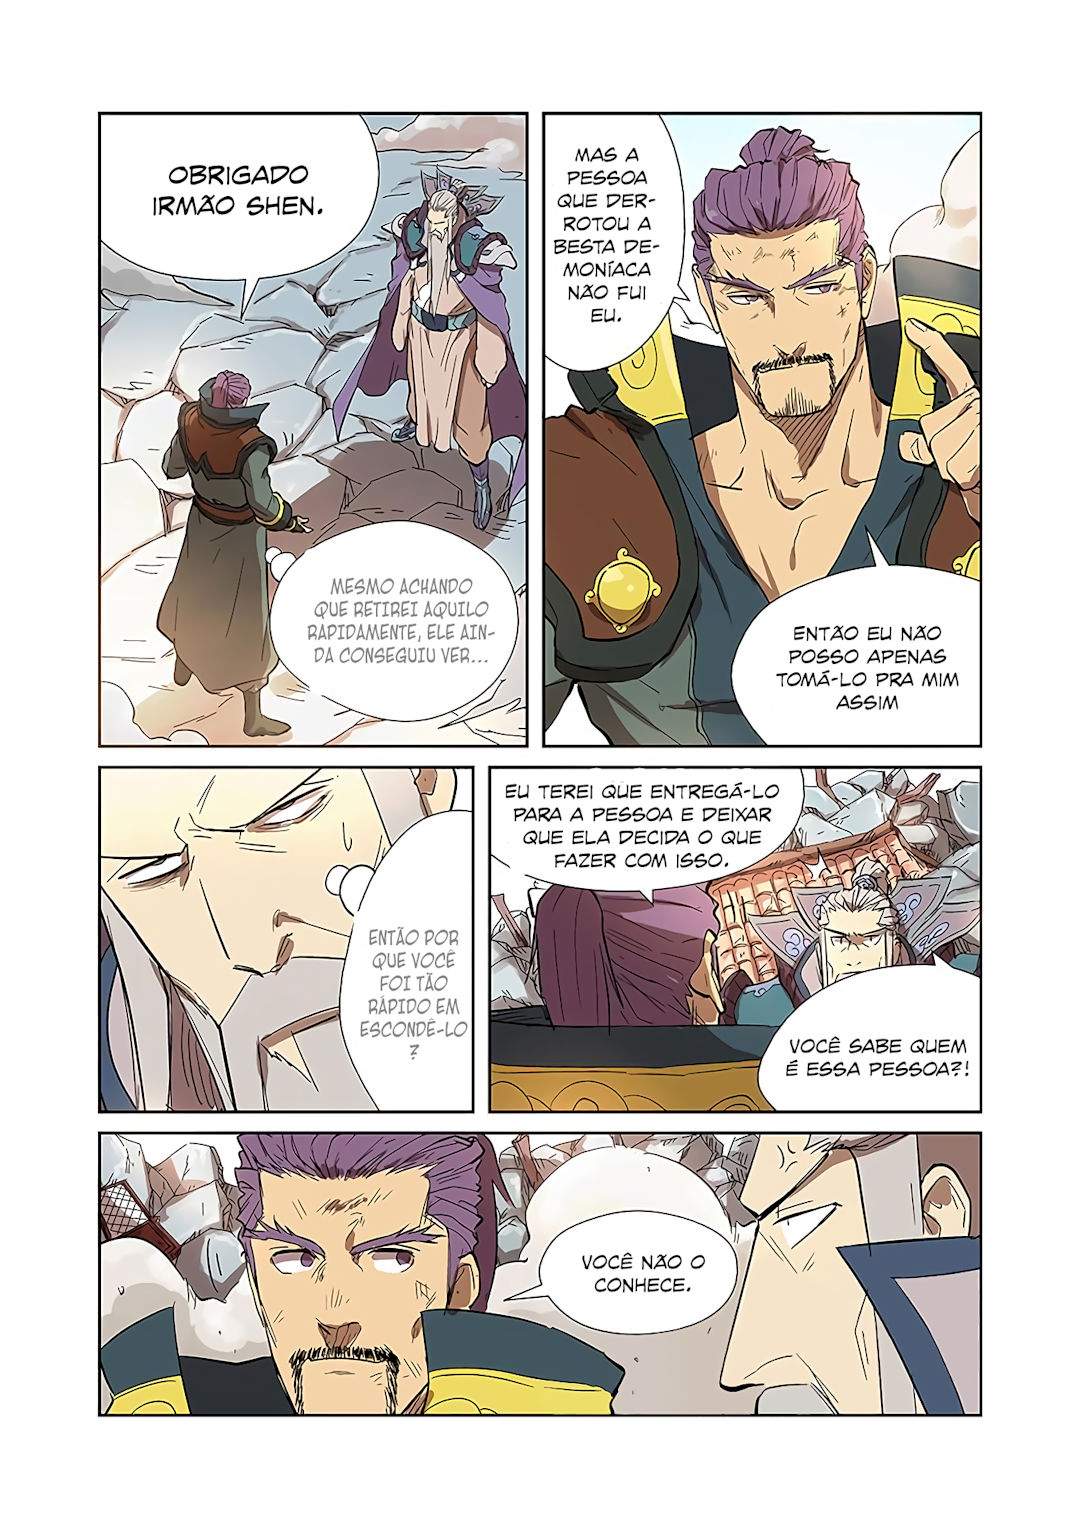 OBRIGADO
IRMÃO SHEN.
MESMO ACHANDO
QUE RETIREI AQUILO
RAPIDAMENTE, ELE AIN-
DA CONSEGUIU VER...
MAS A
PESSOA
QUE DER-
ROTOU A
BESTA DE-
MONÍACA
NÃO FUI
EU.
ENTÃO EU NÃO
POSSO APENAS
TOMÁ-LO PRA MIM
ASSIM
ENTÃO POR
QUE VOCÊ
FOI TÃO
RÁPIDO EM
ESCONDÊ-LO
?
EU TEREI QUE ENTREGÁ-LO
PARA A PESSOA E DEIXAR
QUE ELA DECIDA O QUE
FAZER COM ISSO.
VOCÊ SABE QUEM
É ESSA PESSOA?!
VOCÊ NÃO O
CONHECE.